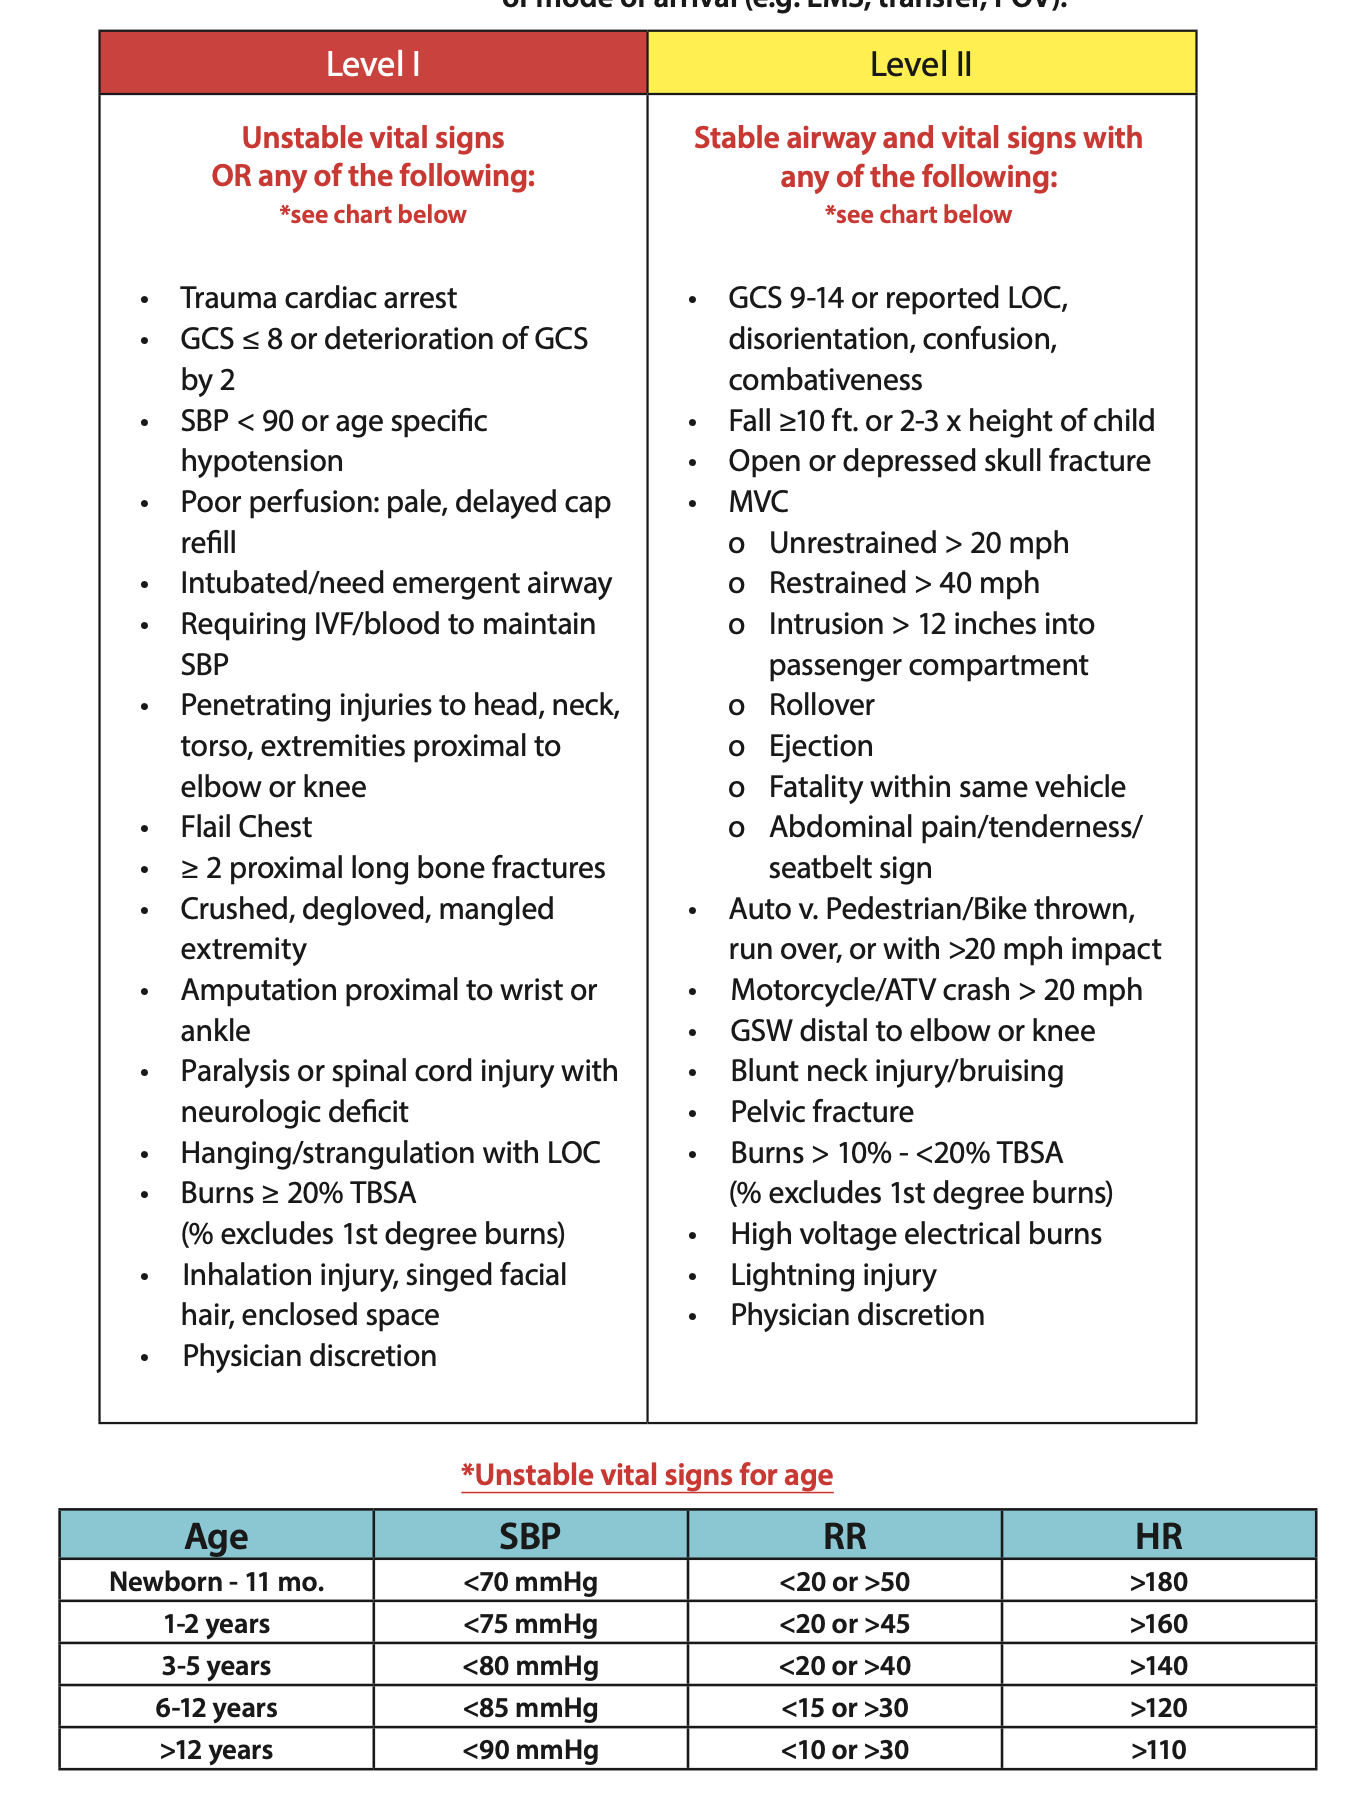 or mode of arrival (e.g. EMS, transfer, POV).
Level I
Unstable vital signs
OR any of the following:
*see chart below
• Trauma cardiac arrest
• GCS ≤ 8 or deterioration of GCS
by 2
• SBP < 90 or age specific
hypotension
• Poor perfusion: pale, delayed cap
refill
• Intubated/need emergent airway
• Requiring IVF/blood to maintain
SBP
• Penetrating injuries to head, neck,
torso, extremities proximal to
elbow or knee
• Flail Chest
• ≥ 2 proximal long bone fractures
• Crushed, degloved, mangled
extremity
• Amputation proximal to wrist or
ankle
• Paralysis or spinal cord injury with
neurologic deficit
• Hanging/strangulation with LOC
• Burns ≥ 20% TBSA
(% excludes 1st degree burns)
• Inhalation injury, singed facial
hair, enclosed space
• Physician discretion
Level II
Stable airway and vital signs with
any of the following:
*see chart below
• GCS 9-14 or reported LOC,
disorientation, confusion,
combativeness
• Fall ≥10 ft. or 2-3 x height of child
• Open or depressed skull fracture
• MVC
o Unrestrained > 20 mph
o Restrained > 40 mph
o Intrusion > 12 inches into
passenger compartment
o Rollover
o Ejection
o Fatality within same vehicle
o Abdominal pain/tenderness/
seatbelt sign
• Auto v. Pedestrian/Bike thrown,
run over, or with >20 mph impact
• Motorcycle/ATV crash > 20 mph
• GSW distal to elbow or knee
• Blunt neck injury/bruising
• Pelvic fracture
• Burns > 10% - <20% TBSA
(% excludes 1st degree burns)
• High voltage electrical burns
• Lightning injury
• Physician discretion
*Unstable vital signs for age
Age SBP RR HR
Newborn - 11 mo. <70 mmHg <20 or >50 >180
1-2 years <75 mmHg <20 or >45 >160
3-5 years <80 mmHg <20 or >40 >140
6-12 years <85 mmHg <15 or >30 >120
>12 years <90 mmHg <10 or >30 >110